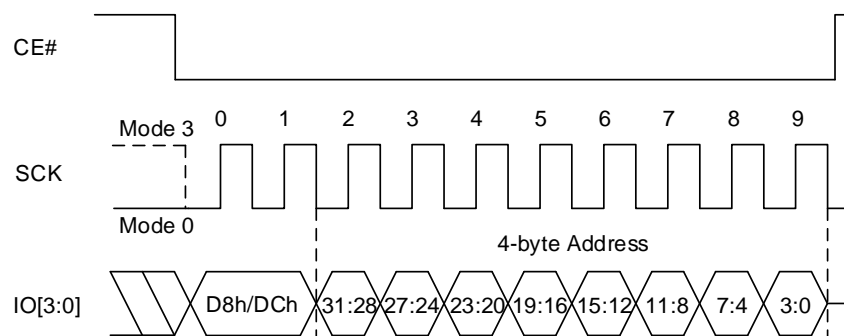 CE#
Mode 3 0 1 2 3 4 5 6 7 8 9
SCK
Mode 0
4-byte Address
IO[3:0] D8h/DCh 31:28 27:24 23:20 19:16 15:12 11:8 7:4 3:0